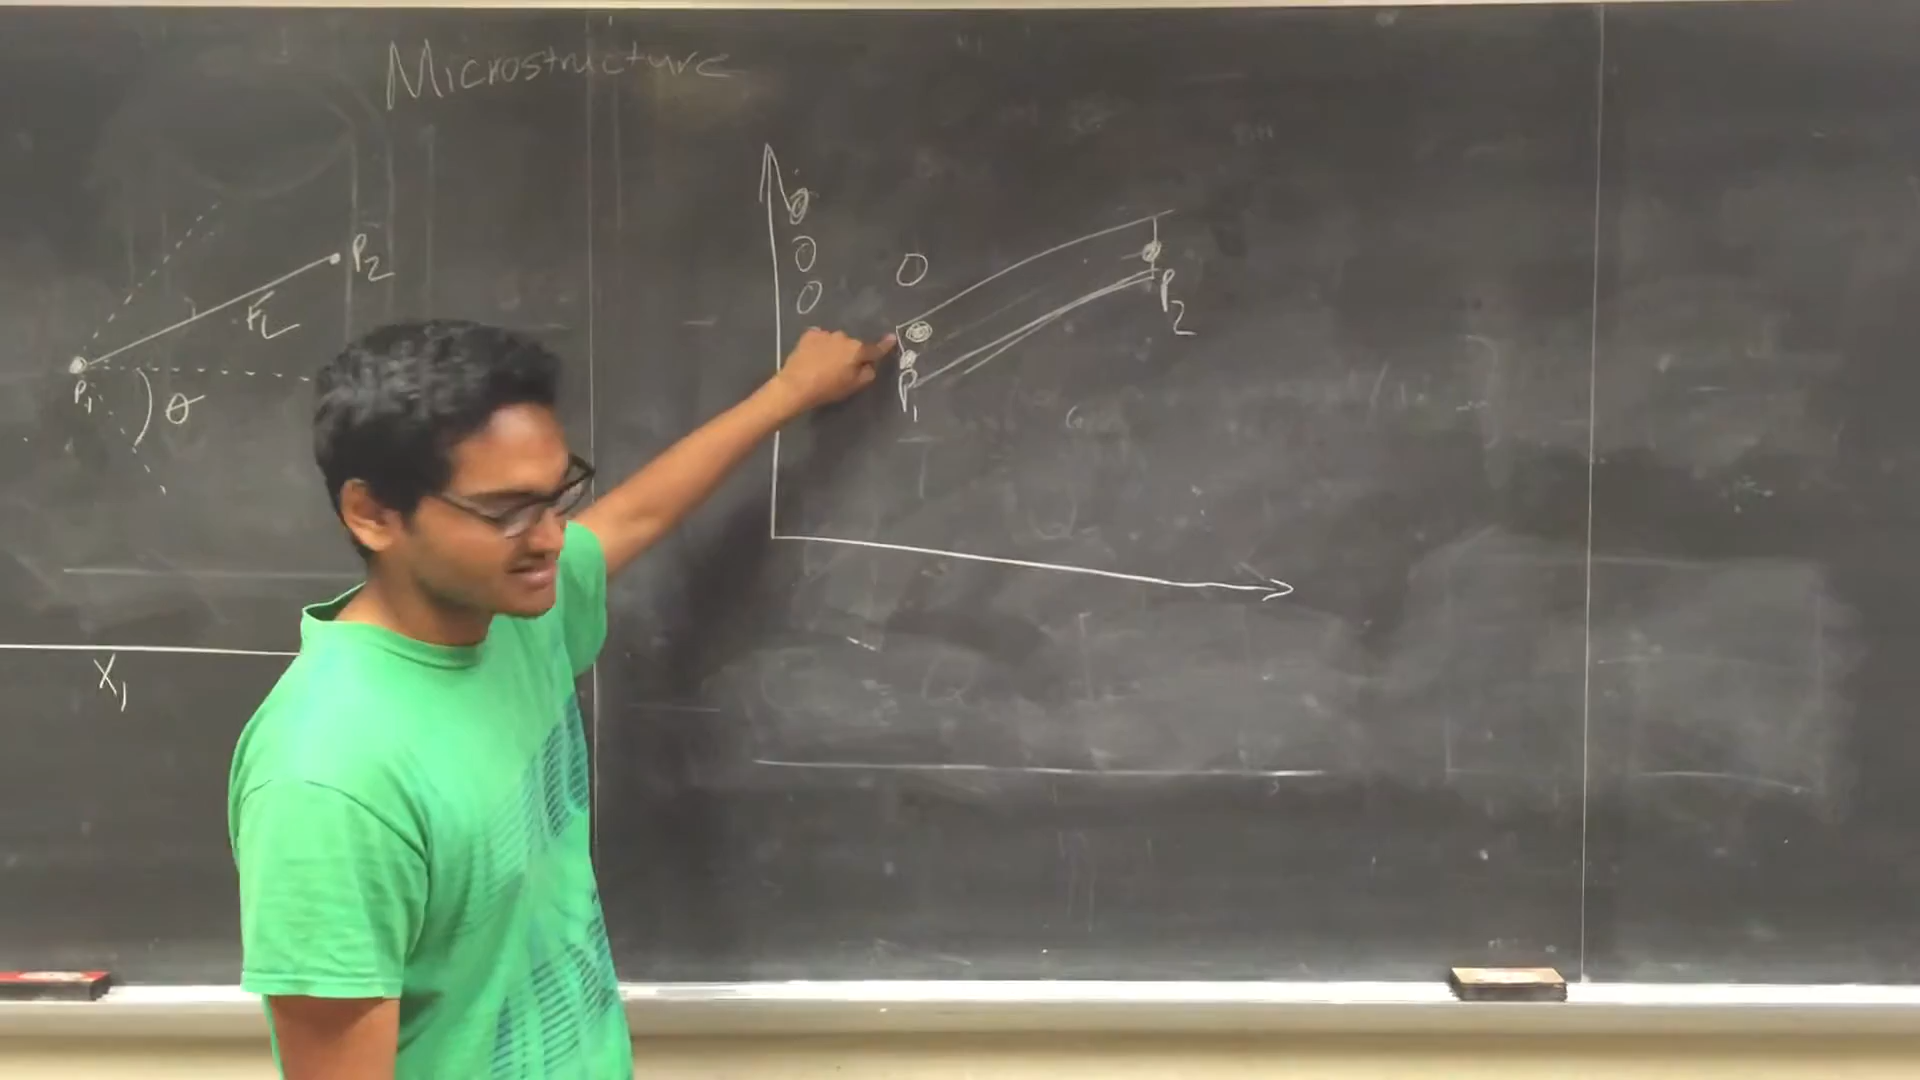 Microstructure
P2
FL
P1
θ
X1
P1
P2